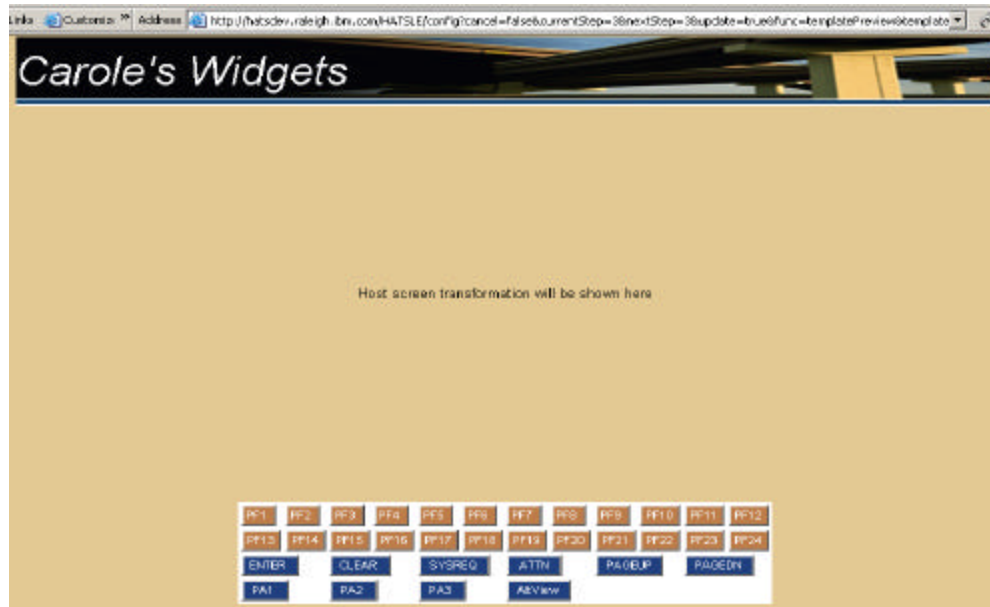 Links Customize » Address http://hatsdev.raleigh.ibm.com/HATSLE/config?cancel=false&currentStep=3&nextStep=3&update=true&func=templatePreview&template
Carole's Widgets
Host screen transformation will be shown here
PF1 PF2 PF3 PF4 PF5 PF6 PF7 PF8 PF9 PF10 PF11 PF12
PF13 PF14 PF15 PF16 PF17 PF18 PF19 PF20 PF21 PF22 PF23 PF24
ENTER CLEAR SYSREQ ATTN PAGEUP PAGEDN
PA1 PA2 PA3 AltView